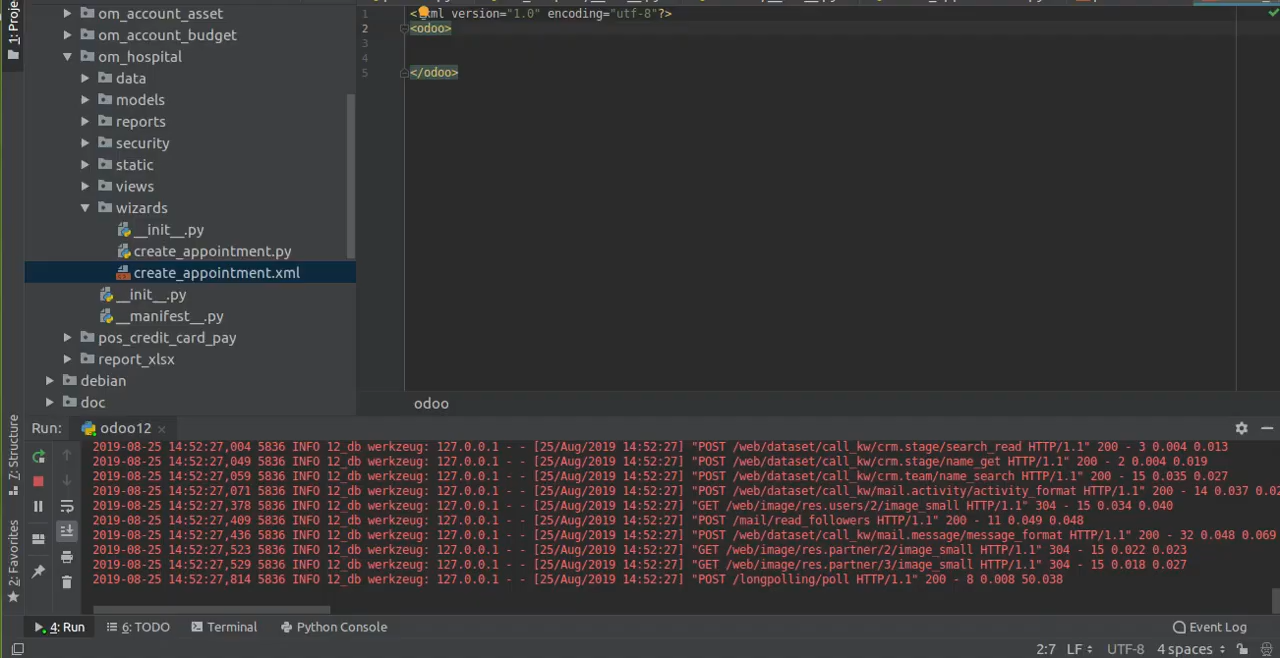 1: Proje
om_account_asset
om_account_budget
om_hospital
data
models
reports
security
static
views
wizards
__init__.py
create_appointment.py
create_appointment.xml
__init__.py
__manifest__.py
pos_credit_card_pay
report_xlsx
debian
doc
1
2 <odoo>
3
4
5 </odoo>
odoo
7: Structure
2: Favorites
Run: odoo12
2019-08-25 14:52:27,004 5836 INFO 12_db werkzeug: 127.0.0.1 - - [25/Aug/2019 14:52:27] "POST /web/dataset/call_kw/crm.stage/search_read HTTP/1.1" 200 - 3 0.004 0.013
2019-08-25 14:52:27,049 5836 INFO 12_db werkzeug: 127.0.0.1 - - [25/Aug/2019 14:52:27] "POST /web/dataset/call_kw/crm.stage/name_get HTTP/1.1" 200 - 2 0.004 0.019
2019-08-25 14:52:27,059 5836 INFO 12_db werkzeug: 127.0.0.1 - - [25/Aug/2019 14:52:27] "POST /web/dataset/call_kw/crm.team/name_search HTTP/1.1" 200 - 15 0.035 0.027
2019-08-25 14:52:27,071 5836 INFO 12_db werkzeug: 127.0.0.1 - - [25/Aug/2019 14:52:27] "POST /web/dataset/call_kw/mail.activity/activity_format HTTP/1.1" 200 - 14 0.037 0.02
2019-08-25 14:52:27,378 5836 INFO 12_db werkzeug: 127.0.0.1 - - [25/Aug/2019 14:52:27] "GET /web/image/res.users/2/image_small HTTP/1.1" 304 - 15 0.034 0.040
2019-08-25 14:52:27,409 5836 INFO 12_db werkzeug: 127.0.0.1 - - [25/Aug/2019 14:52:27] "POST /mail/read_followers HTTP/1.1" 200 - 11 0.049 0.048
2019-08-25 14:52:27,436 5836 INFO 12_db werkzeug: 127.0.0.1 - - [25/Aug/2019 14:52:27] "POST /web/dataset/call_kw/mail.message/message_format HTTP/1.1" 200 - 32 0.048 0.069
2019-08-25 14:52:27,523 5836 INFO 12_db werkzeug: 127.0.0.1 - - [25/Aug/2019 14:52:27] "GET /web/image/res.partner/2/image_small HTTP/1.1" 304 - 15 0.022 0.023
2019-08-25 14:52:27,529 5836 INFO 12_db werkzeug: 127.0.0.1 - - [25/Aug/2019 14:52:27] "GET /web/image/res.partner/3/image_small HTTP/1.1" 304 - 15 0.018 0.027
2019-08-25 14:52:27,814 5836 INFO 12_db werkzeug: 127.0.0.1 - - [25/Aug/2019 14:52:27] "POST /longpolling/poll HTTP/1.1" 200 - 8 0.008 50.038
4: Run 6: TODO Terminal Python Console Event Log
2:7 LF UTF-8 4 spaces